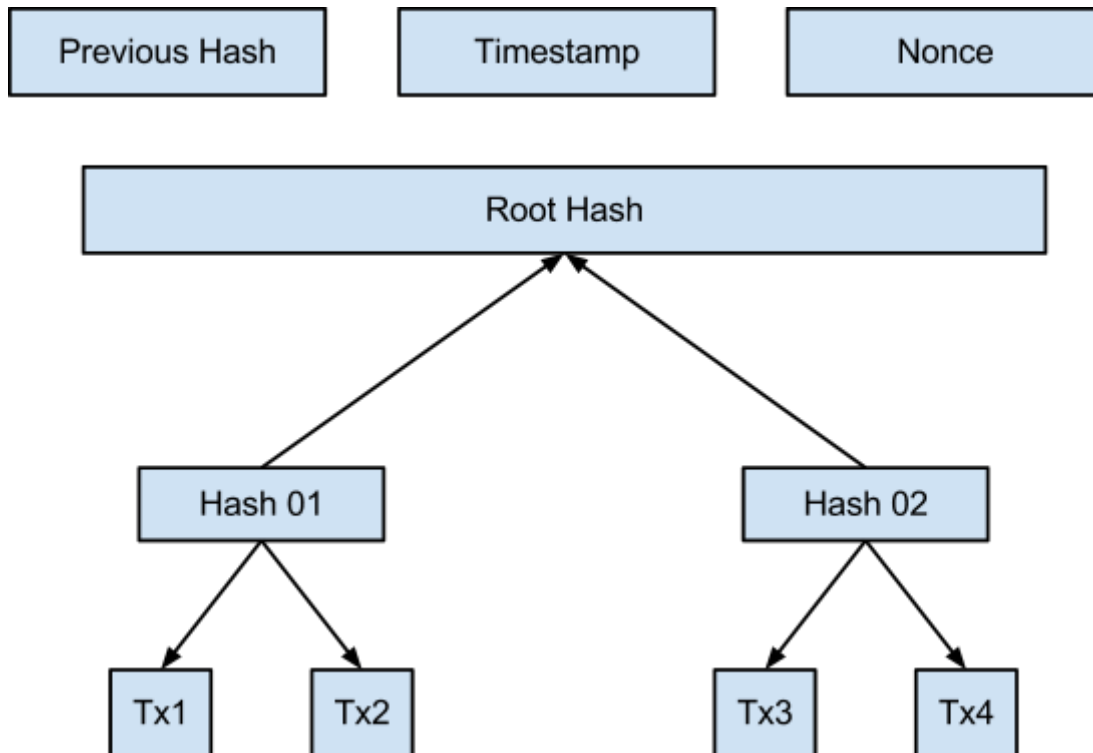 Previous Hash
Timestamp
Nonce
Root Hash
Hash 01
Hash 02
Tx1
Tx2
Tx3
Tx4